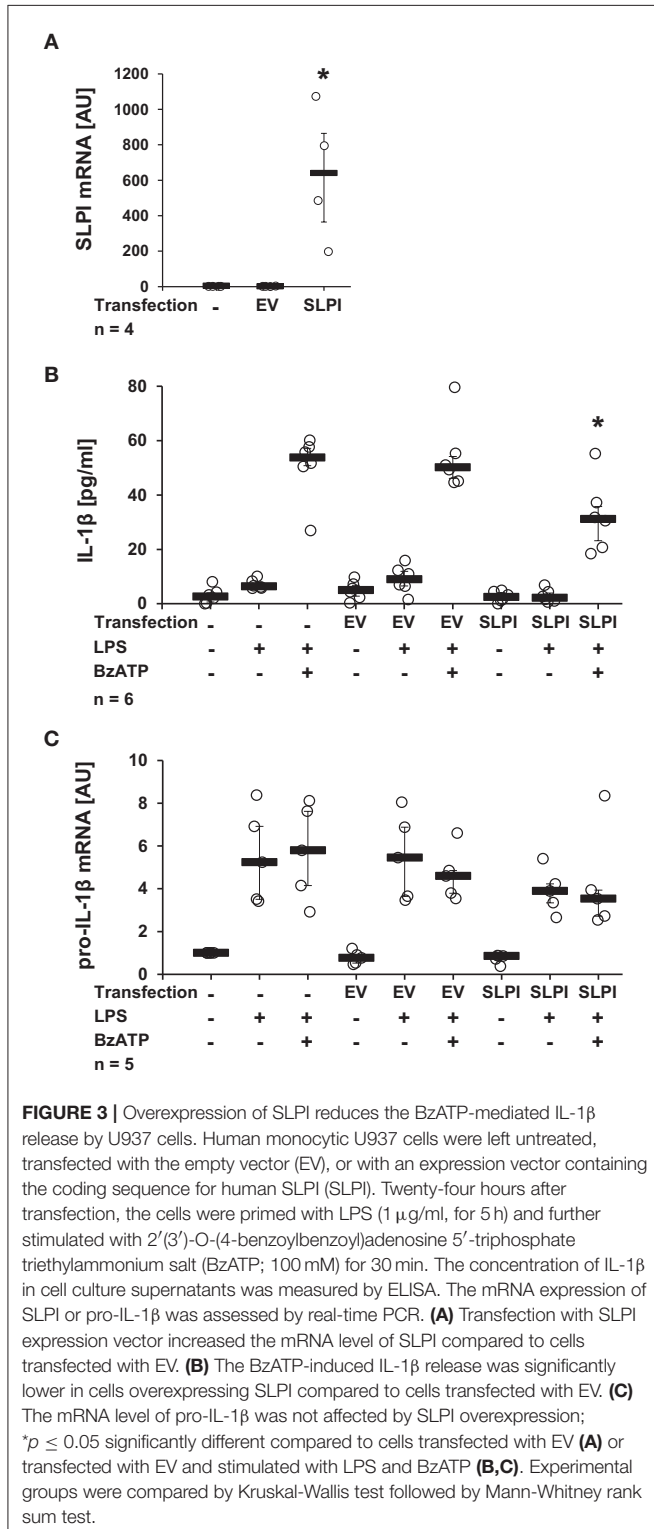 A
1200
*
1000
800
600
400
200
0
SLPI mRNA [AU]
Transfection - EV SLPI
n = 4
B
80
*
60
40
20
0
IL-1β [pg/ml]
Transfection - - - EV EV EV SLPI SLPI SLPI
LPS - + + - + + - + +
BzATP - - + - - + - - +
n = 6
C
10
8
6
4
2
0
pro-IL-1β mRNA [AU]
Transfection - - - EV EV EV SLPI SLPI SLPI
LPS - + + - + + - + +
BzATP - - + - - + - - +
n = 5
FIGURE 3 | Overexpression of SLPI reduces the BzATP-mediated IL-1β
release by U937 cells. Human monocytic U937 cells were left untreated,
transfected with the empty vector (EV), or with an expression vector containing
the coding sequence for human SLPI (SLPI). Twenty-four hours after
transfection, the cells were primed with LPS (1 μg/ml, for 5 h) and further
stimulated with 2′(3′)-O-(4-benzoylbenzoyl)adenosine 5′-triphosphate
triethylammonium salt (BzATP; 100 mM) for 30 min. The concentration of IL-1β
in cell culture supernatants was measured by ELISA. The mRNA expression of
SLPI or pro-IL-1β was assessed by real-time PCR. (A) Transfection with SLPI
expression vector increased the mRNA level of SLPI compared to cells
transfected with EV. (B) The BzATP-induced IL-1β release was significantly
lower in cells overexpressing SLPI compared to cells transfected with EV. (C)
The mRNA level of pro-IL-1β was not affected by SLPI overexpression;
*p ≤ 0.05 significantly different compared to cells transfected with EV (A) or
transfected with EV and stimulated with LPS and BzATP (B,C). Experimental
groups were compared by Kruskal-Wallis test followed by Mann-Whitney rank
sum test.